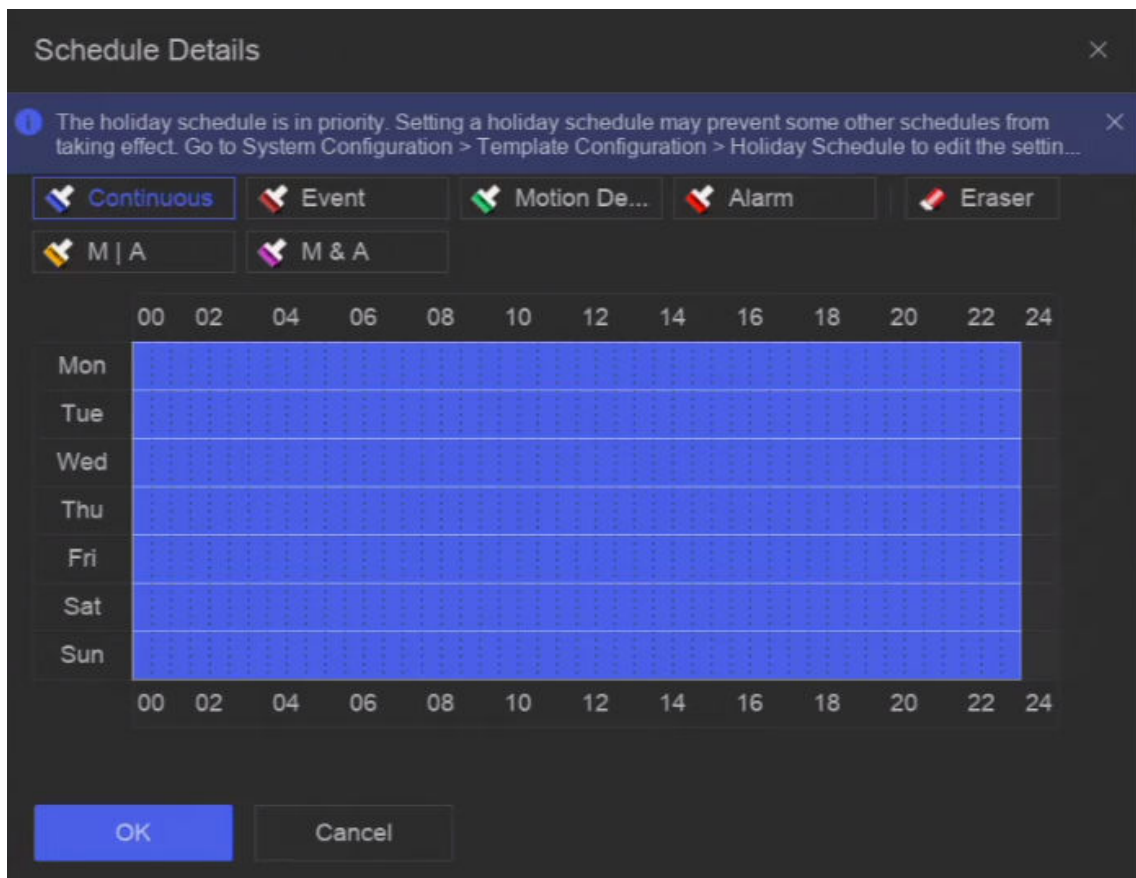 Schedule Details
The holiday schedule is in priority. Setting a holiday schedule may prevent some other schedules from
taking effect. Go to System Configuration > Template Configuration > Holiday Schedule to edit the settin...
Continuous Event Motion De... Alarm Eraser
M | A M & A
00 02 04 06 08 10 12 14 16 18 20 22 24
Mon
Tue
Wed
Thu
Fri
Sat
Sun
00 02 04 06 08 10 12 14 16 18 20 22 24
OK Cancel